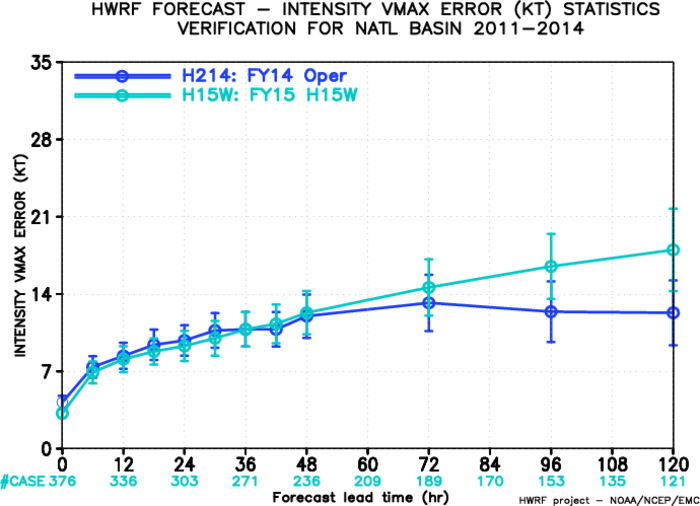 HWRF FORECAST – INTENSITY VMAX ERROR (KT) STATISTICS
VERIFICATION FOR NATL BASIN 2011–2014
H214: FY14 Oper
H15W: FY15 H15W
INTENSITY VMAX ERROR (KT)
35
28
21
14
7
0
0 12 24 36 48 60 72 84 96 108 120
#CASE 376 336 303 271 236 209 189 170 153 135 121
Forecast lead time (hr)
HWRF project – NOAA/NCEP/EMC